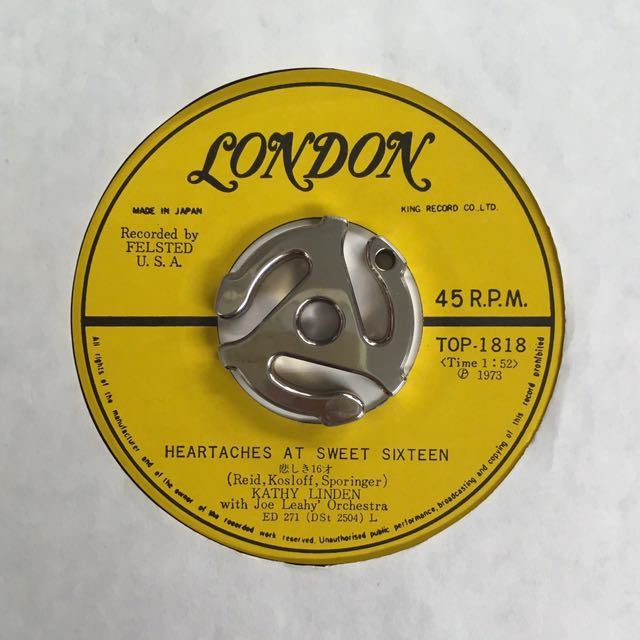 LONDON
MADE IN JAPAN
KING RECORD CO., LTD.
Recorded by
FELSTED
U. S. A.
45 R.P.M.
TOP-1818
<Time 1:52>
Ⓟ 1973
HEARTACHES AT SWEET SIXTEEN
悲しき16才
(Reid, Kosloff, Sporinger)
KATHY LINDEN
with Joe Leahy' Orchestra
ED 271 (DSt 2504) L
All rights of the manufacturer and of the owner of the recorded work reserved. Unauthorised public performance, broadcasting and copying of this record prohibited